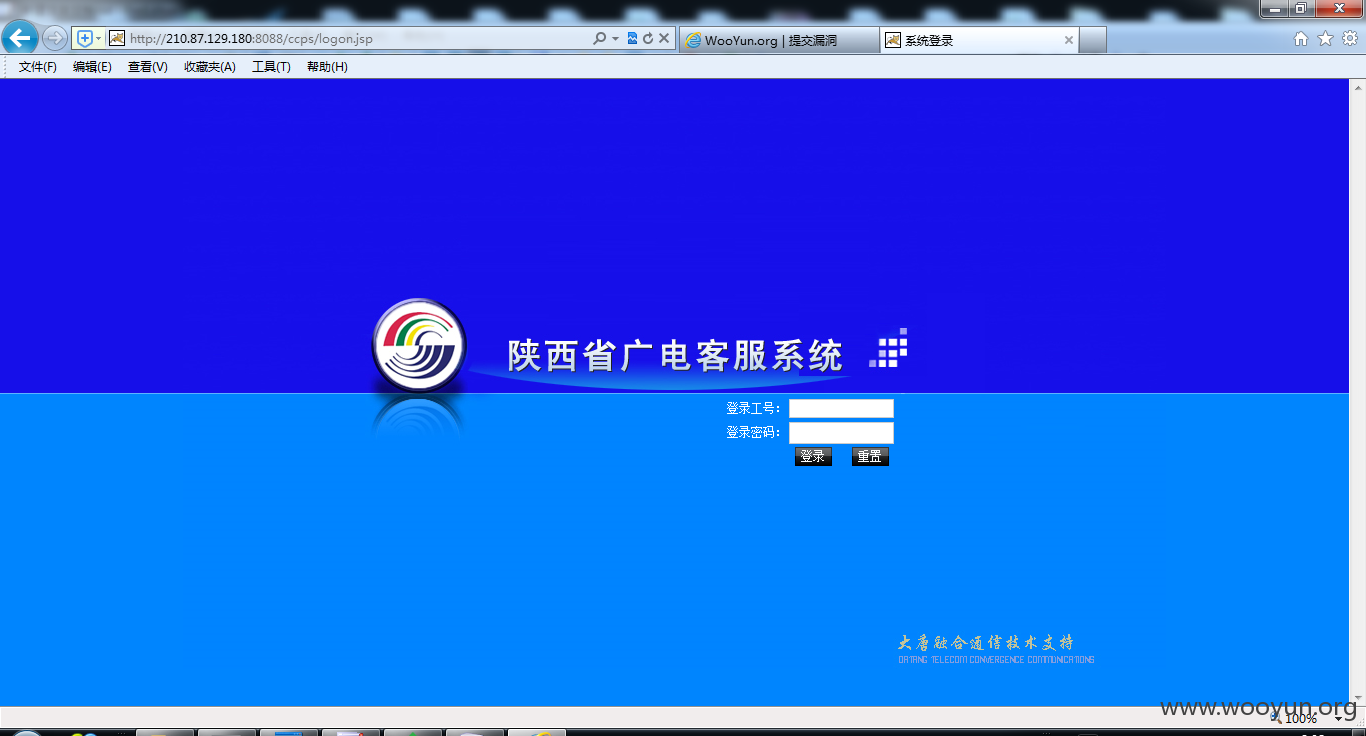 http://210.87.129.180:8088/ccps/logon.jsp
WooYun.org | 提交漏洞
系统登录
文件(F) 编辑(E) 查看(V) 收藏夹(A) 工具(T) 帮助(H)
陕西省广电客服系统
登录工号：
登录密码：
登录 重置
大唐融合通信技术支持
DATANG TELECOM CONVERGENCE COMMUNICATIONS
www.wooyun.org
100%